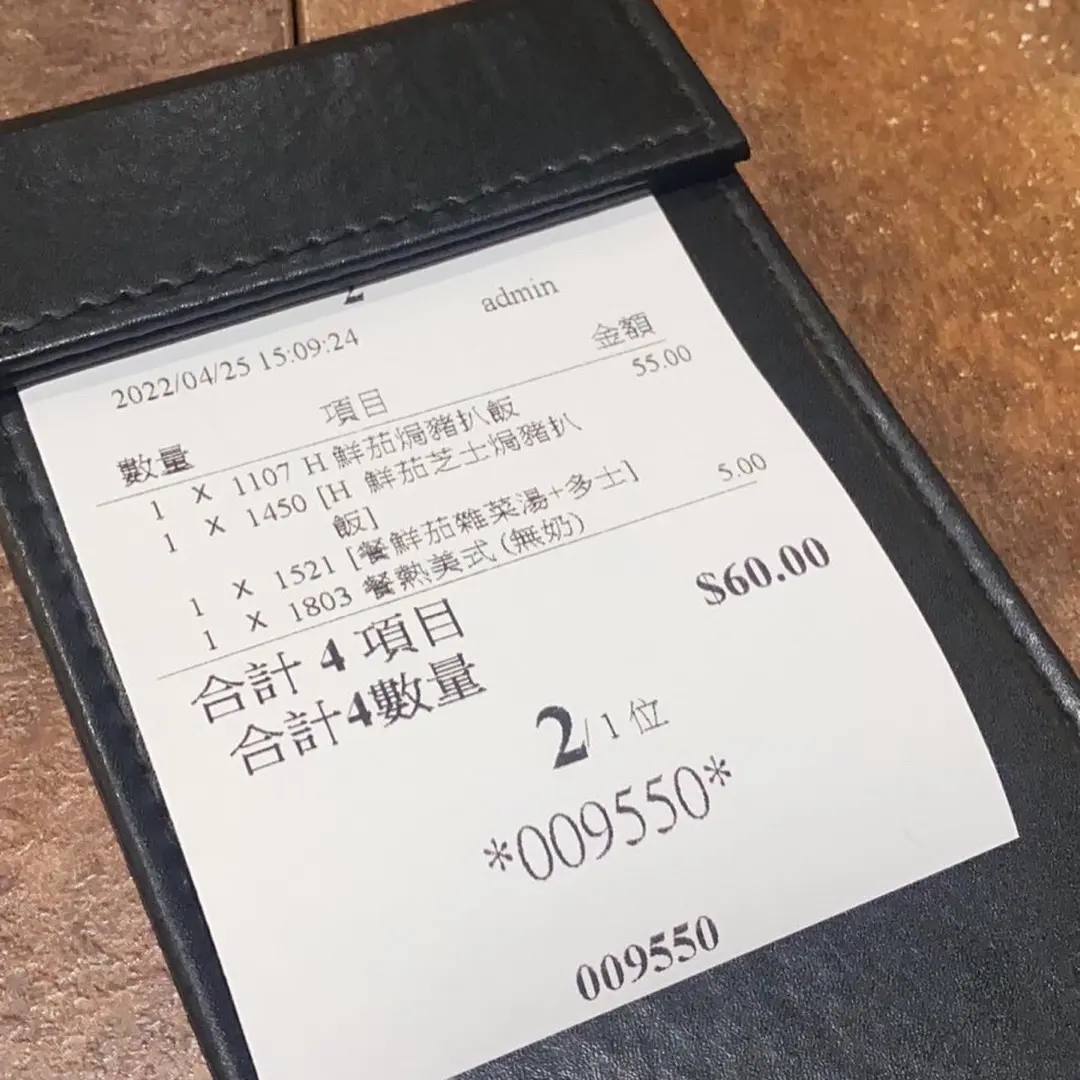 2
admin
2022/04/25 15:09:24
數量 項目 金額
1 X 1107 H 鮮茄焗豬扒飯 55.00
1 X 1450 [H 鮮茄芝士焗豬扒
飯]
1 X 1521 [餐鮮茄雜菜湯+多士]
1 X 1803 餐熱美式 (無奶) 5.00
合計 4 項目 $60.00
合計4數量
2/1 位
*009550*
009550